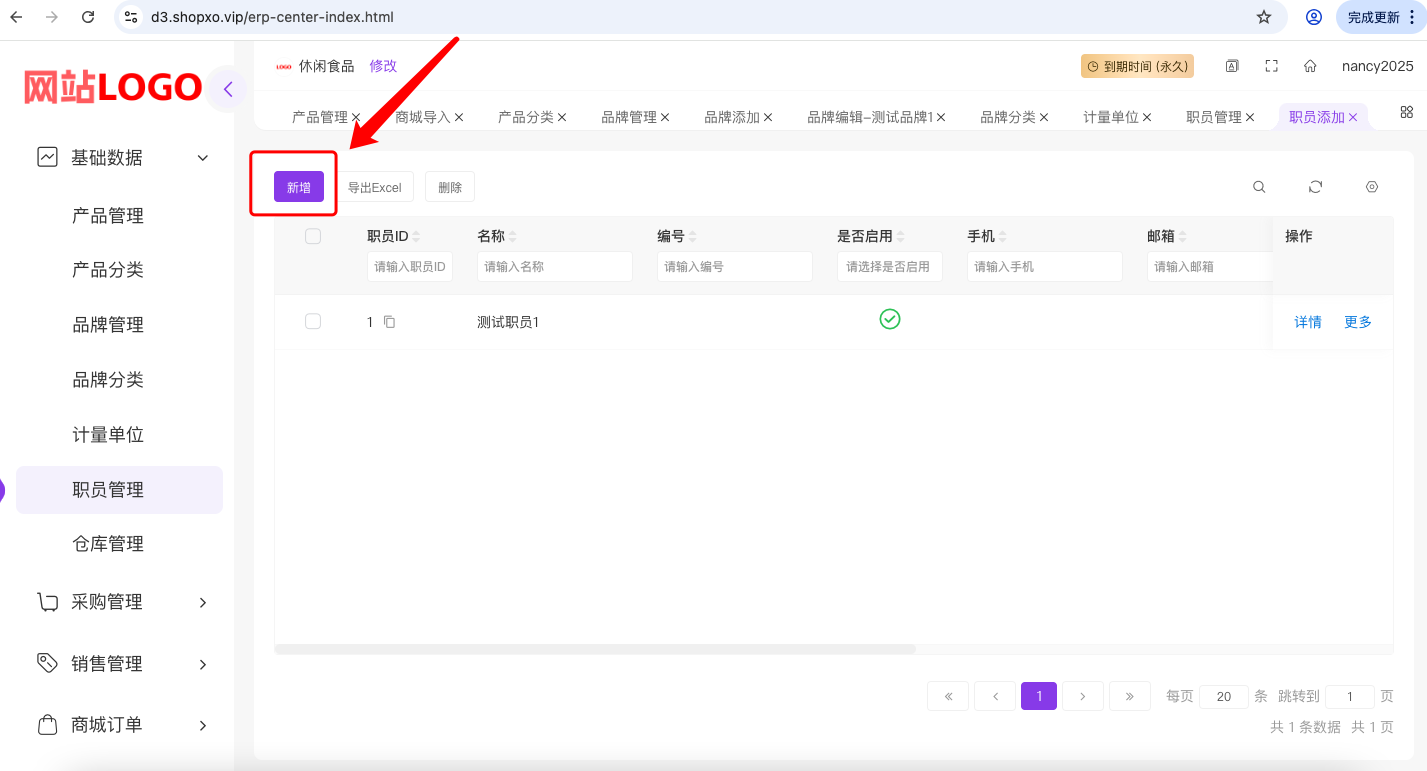 d3.shopxo.vip/erp-center-index.html 完成更新
网站LOGO
LOGO 休闲食品 修改 到期时间 (永久) nancy2025
产品管理 商城导入 产品分类 品牌管理 品牌添加 品牌编辑-测试品牌1 品牌分类 计量单位 职员管理 职员添加
基础数据
产品管理
产品分类
品牌管理
品牌分类
计量单位
职员管理
仓库管理
采购管理
销售管理
商城订单
新增 导出Excel 删除
职员ID 名称 编号 是否启用 手机 邮箱 操作
请输入职员ID 请输入名称 请输入编号 请选择是否启用 请输入手机 请输入邮箱
1 测试职员1 详情 更多
« ‹ 1 › » 每页 20 条 跳转到 1 页
共 1 条数据 共 1 页